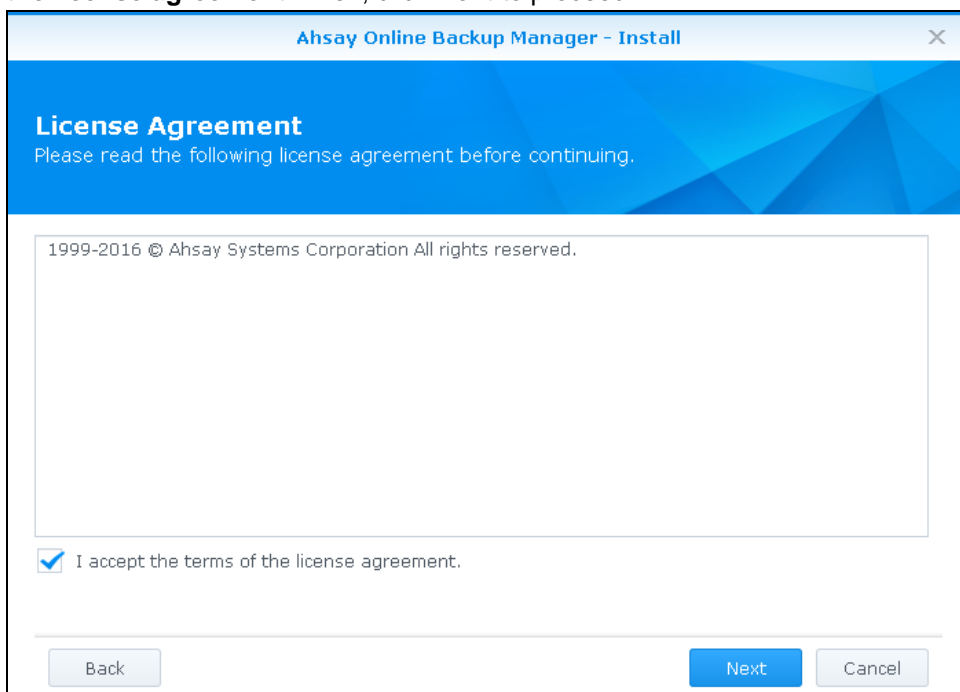 Ahsay Online Backup Manager - Install
License Agreement
Please read the following license agreement before continuing.
1999-2016 © Ahsay Systems Corporation All rights reserved.
I accept the terms of the license agreement.
Back Next Cancel